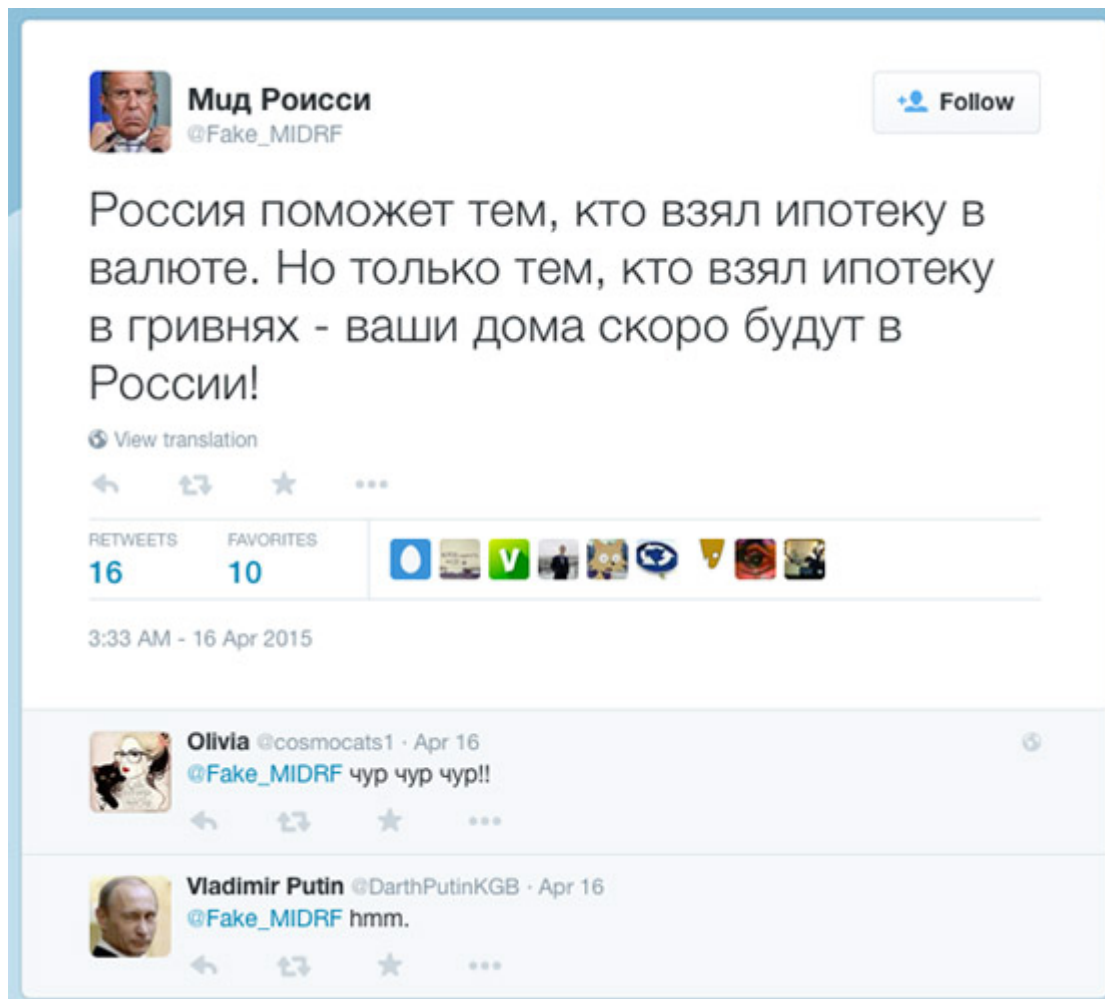 Мид Роисси
Follow
@Fake_MIDRF
Россия поможет тем, кто взял ипотеку в
валюте. Но только тем, кто взял ипотеку
в гривнях - ваши дома скоро будут в
России!
View translation
RETWEETS FAVORITES
16 10
V
3:33 AM - 16 Apr 2015
Olivia @cosmocats1 · Apr 16
@Fake_MIDRF чур чур чур!!
Vladimir Putin @DarthPutinKGB · Apr 16
@Fake_MIDRF hmm.